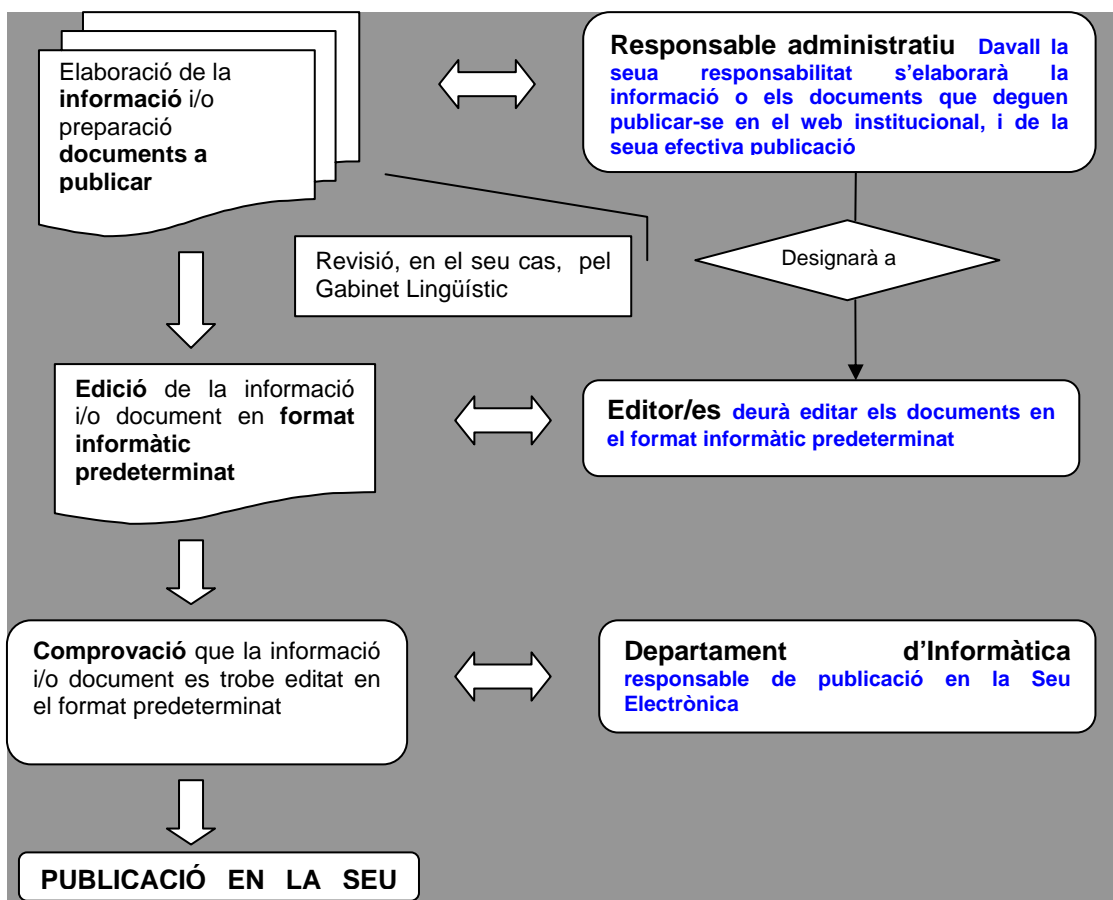 Elaboració de la
informació i/o
preparació
documents a
publicar
Responsable administratiu Davall la
seua responsabilitat s'elaborarà la
informació o els documents que deguen
publicar-se en el web institucional, i de la
seua efectiva publicació
Revisió, en el seu cas, pel
Gabinet Lingüístic
Designarà a
Edició de la informació
i/o document en format
informàtic
predeterminat
Editor/es deurà editar els documents en
el format informàtic predeterminat
Comprovació que la informació
i/o document es trobe editat en
el format predeterminat
Departament d'Informàtica
responsable de publicació en la Seu
Electrònica
PUBLICACIÓ EN LA SEU